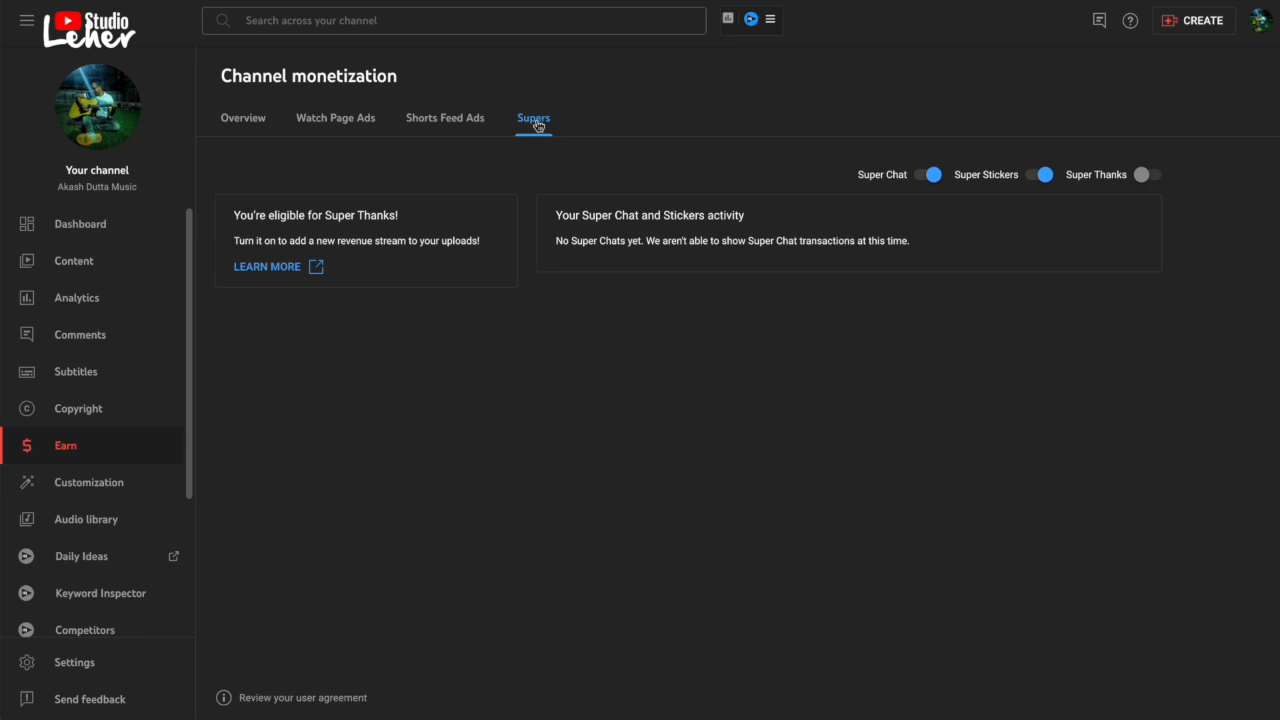 Studio
Leher
Search across your channel
CREATE
Your channel
Akash Dutta Music
Dashboard
Content
Analytics
Comments
Subtitles
Copyright
Earn
Customization
Audio library
Daily Ideas
Keyword Inspector
Competitors
Settings
Send feedback
Channel monetization
Overview
Watch Page Ads
Shorts Feed Ads
Supers
Super Chat
Super Stickers
Super Thanks
You're eligible for Super Thanks!
Turn it on to add a new revenue stream to your uploads!
LEARN MORE
Your Super Chat and Stickers activity
No Super Chats yet. We aren't able to show Super Chat transactions at this time.
Review your user agreement